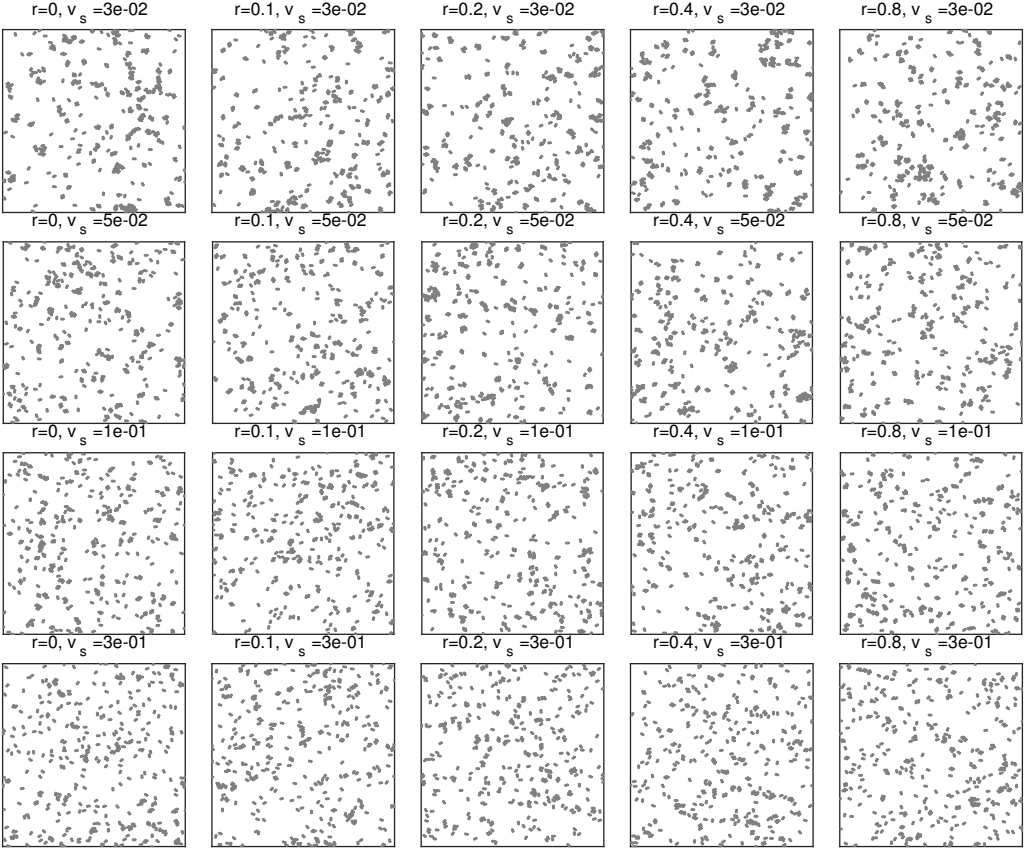 r=0, v s =3e-02 r=0.1, v s =3e-02 r=0.2, v s =3e-02 r=0.4, v s =3e-02 r=0.8, v s =3e-02
r=0, v s =5e-02 r=0.1, v s =5e-02 r=0.2, v s =5e-02 r=0.4, v s =5e-02 r=0.8, v s =5e-02
r=0, v s =1e-01 r=0.1, v s =1e-01 r=0.2, v s =1e-01 r=0.4, v s =1e-01 r=0.8, v s =1e-01
r=0, v s =3e-01 r=0.1, v s =3e-01 r=0.2, v s =3e-01 r=0.4, v s =3e-01 r=0.8, v s =3e-01